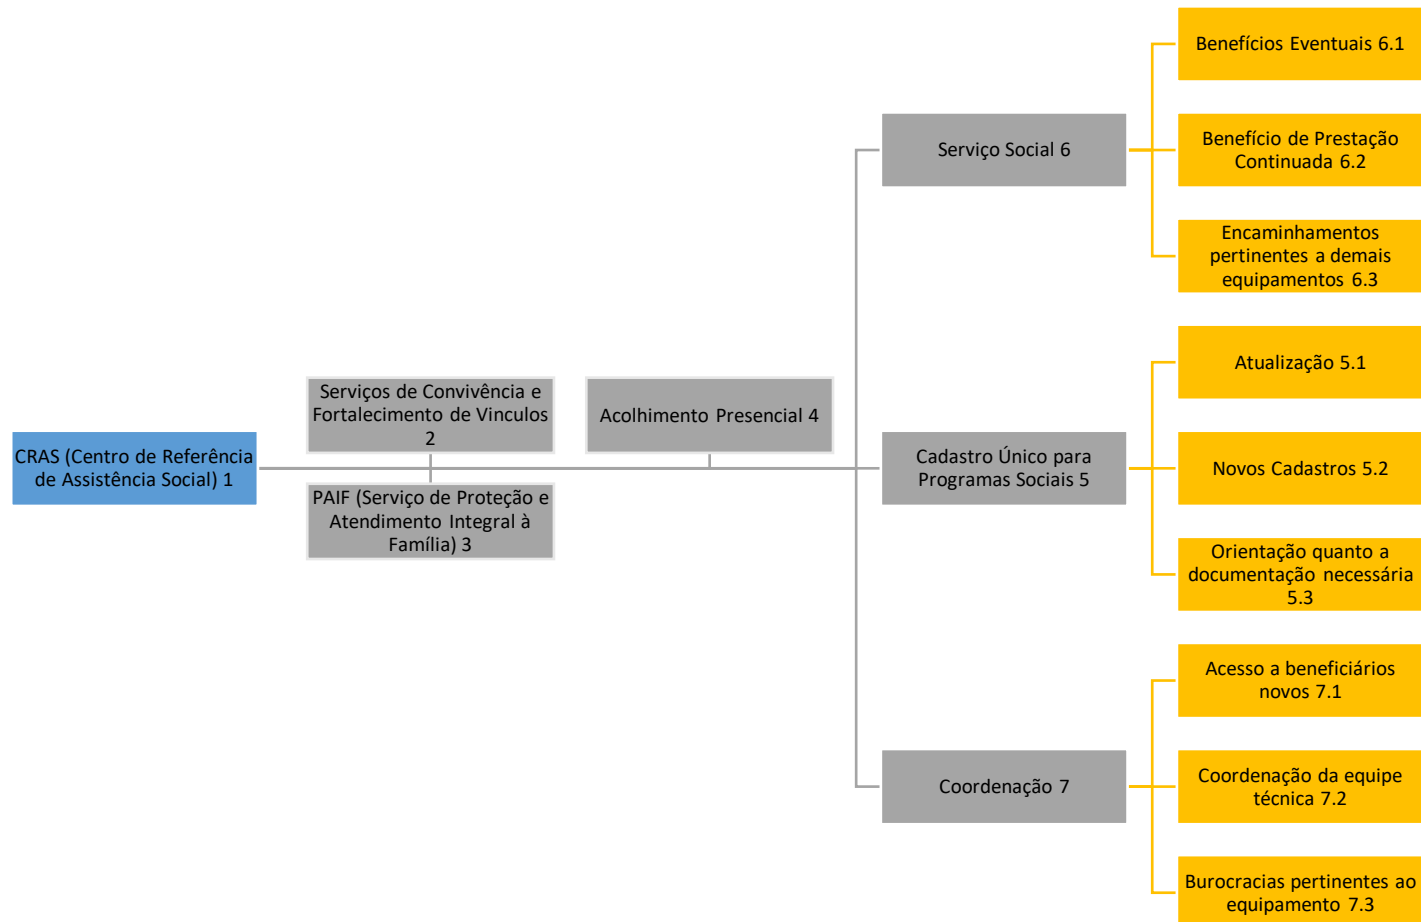 CRAS (Centro de Referência
de Assistência Social) 1
Serviços de Convivência e
Fortalecimento de Vinculos
2
PAIF (Serviço de Proteção e
Atendimento Integral à
Família) 3
Acolhimento Presencial 4
Serviço Social 6
Benefícios Eventuais 6.1
Benefício de Prestação
Continuada 6.2
Encaminhamentos
pertinentes a demais
equipamentos 6.3
Cadastro Único para
Programas Sociais 5
Atualização 5.1
Novos Cadastros 5.2
Orientação quanto a
documentação necessária
5.3
Coordenação 7
Acesso a beneficiários
novos 7.1
Coordenação da equipe
técnica 7.2
Burocracias pertinentes ao
equipamento 7.3